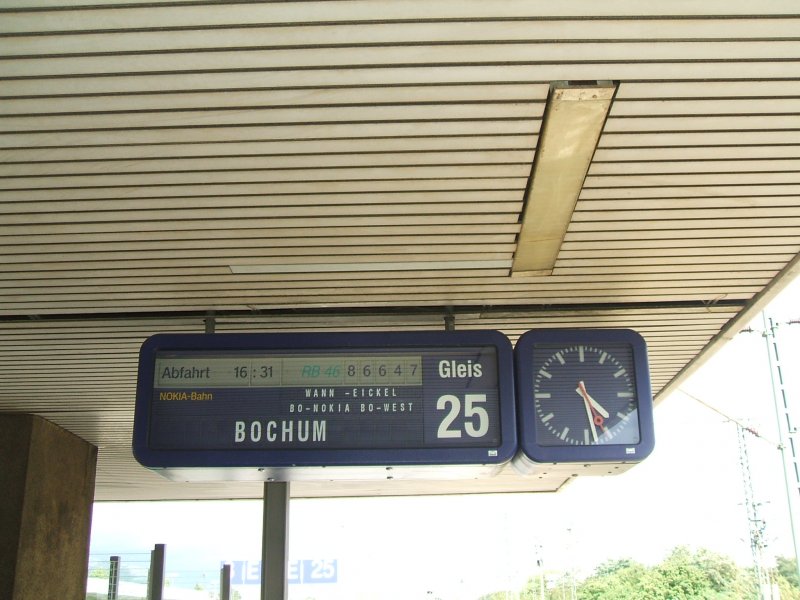 Abfahrt 16:31 RB 46 86647
NOKIA-Bahn
WANN -EICKEL
BO-NOKIA BO-WEST
BOCHUM
Gleis
25
25